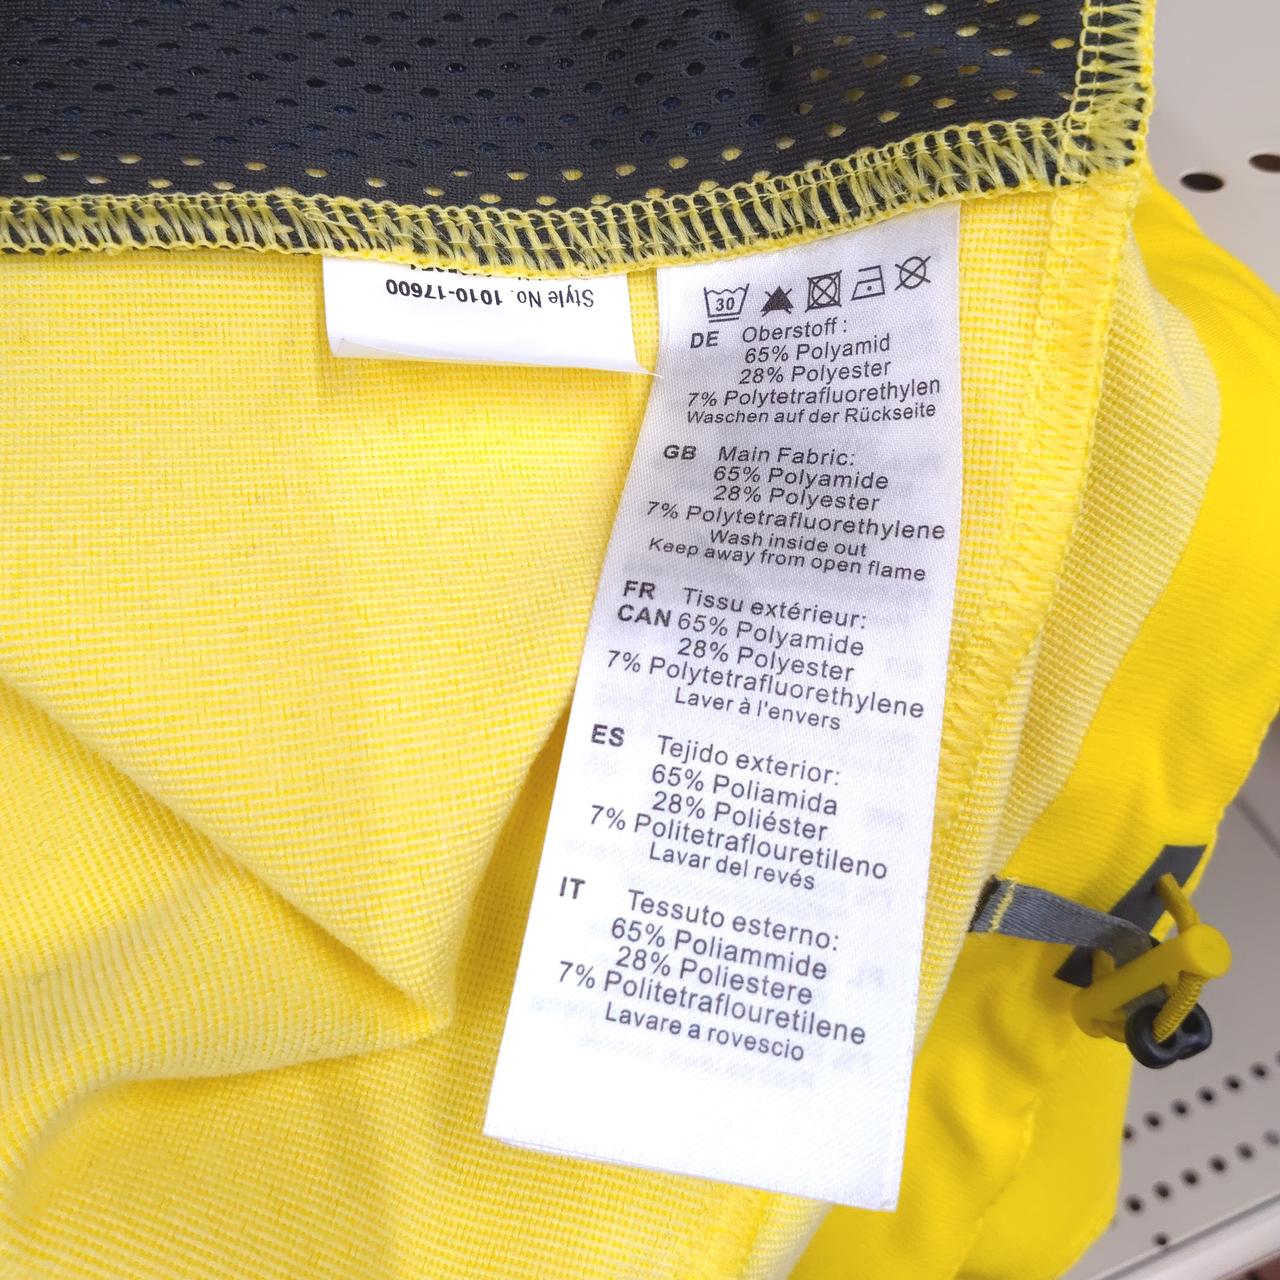 Style No. 1010-17600
30
DE Oberstoff:
65% Polyamid
28% Polyester
7% Polytetrafluorethylen
Waschen auf der Rückseite
GB Main Fabric:
65% Polyamide
28% Polyester
7% Polytetrafluorethylene
Wash inside out
Keep away from open flame
FR Tissu extérieur:
CAN 65% Polyamide
28% Polyester
7% Polytetrafluorethylene
Laver à l'envers
ES Tejido exterior:
65% Poliamida
28% Poliéster
7% Politetraflouretileno
Lavar del revés
IT Tessuto esterno:
65% Poliammide
28% Poliestere
7% Politetraflouretilene
Lavare a rovescio